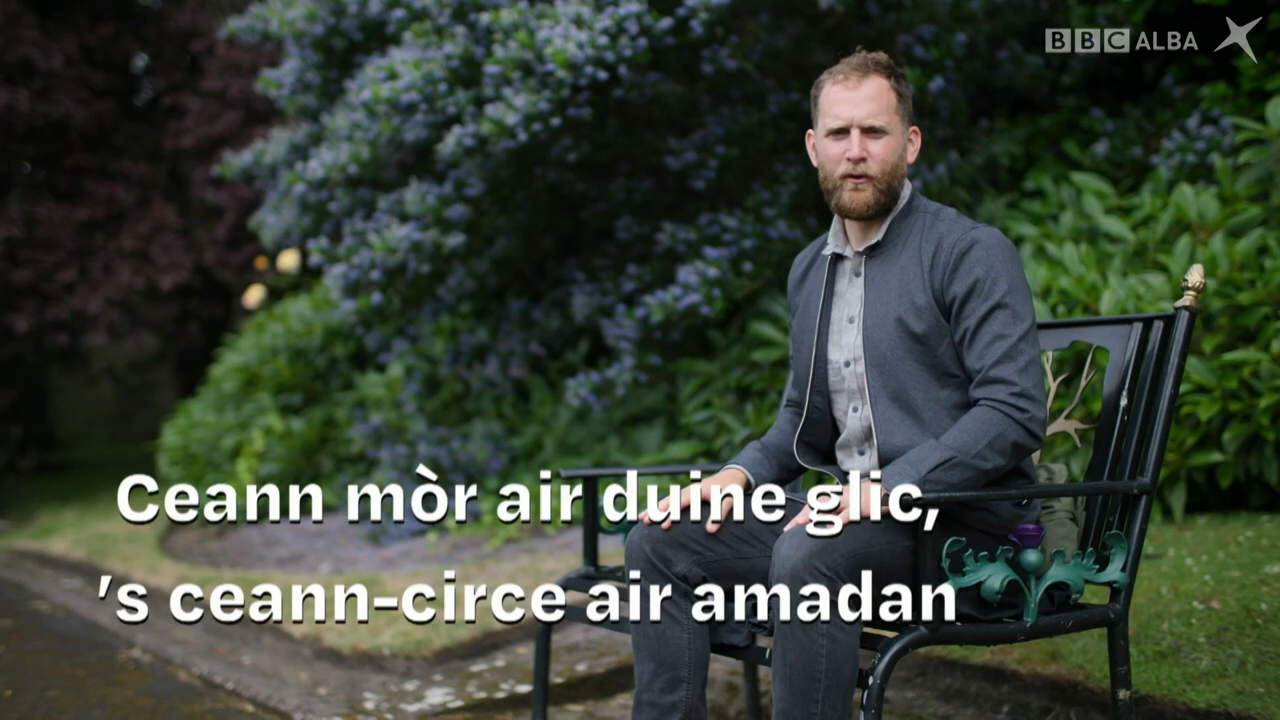 BBC ALBA
Ceann mòr air duine glic,
’s ceann-circe air amadan